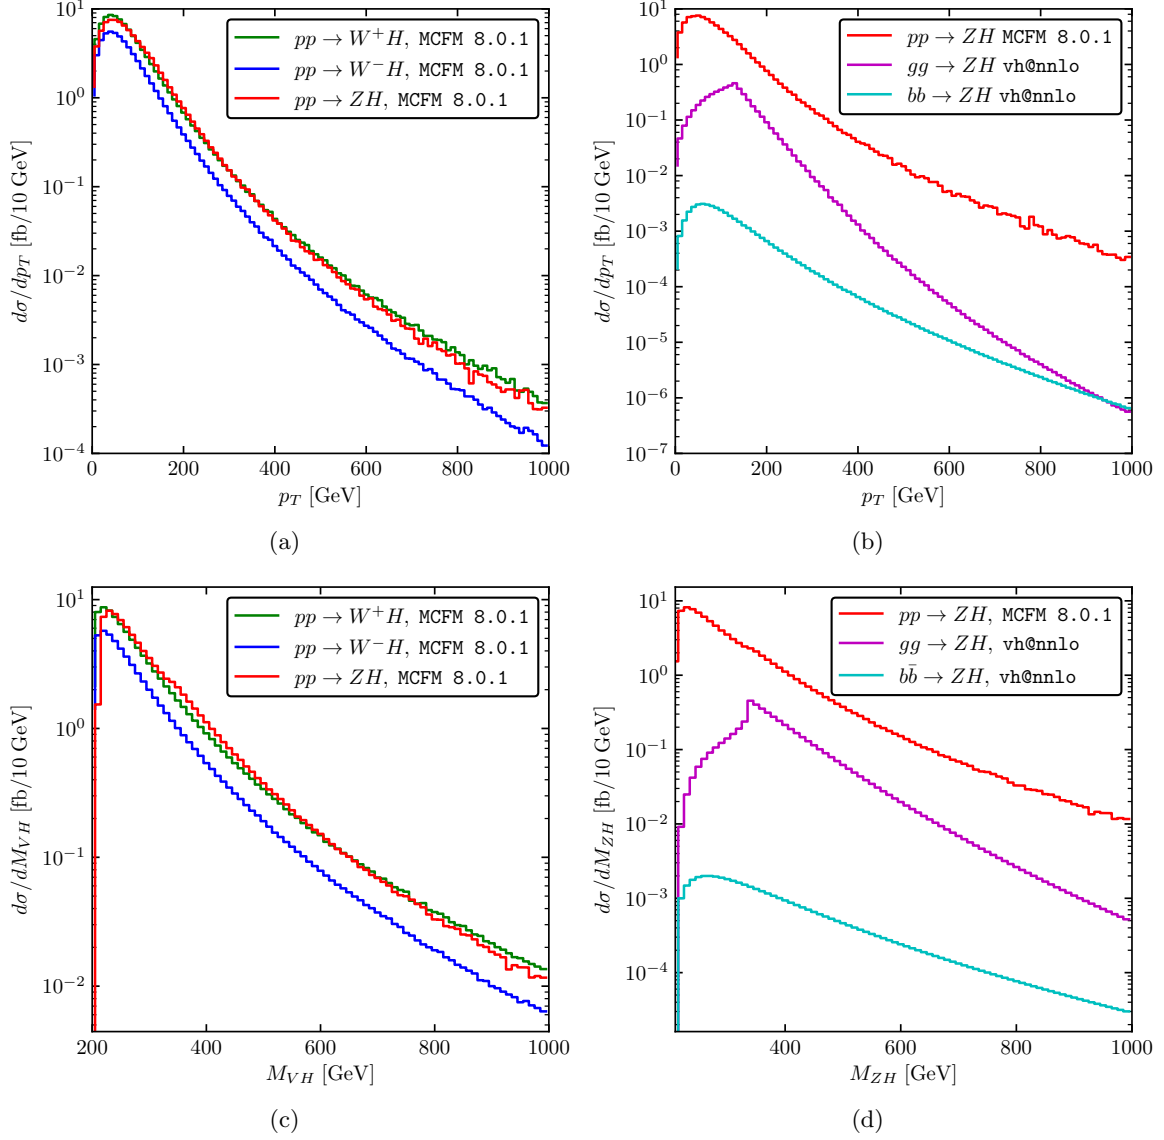 10^1
10^0
10^-1
10^-2
10^-3
10^-4
dσ/dp_T [fb/10 GeV]
pp → W^+H, MCFM 8.0.1
pp → W^-H, MCFM 8.0.1
pp → ZH, MCFM 8.0.1
0 200 400 600 800 1000
p_T [GeV]
(a)
10^1
10^0
10^-1
10^-2
10^-3
10^-4
10^-5
10^-6
10^-7
dσ/dp_T [fb/10 GeV]
pp → ZH MCFM 8.0.1
gg → ZH vh@nnlo
bb → ZH vh@nnlo
0 200 400 600 800 1000
p_T [GeV]
(b)
10^1
10^0
10^-1
10^-2
dσ/dM_VH [fb/10 GeV]
pp → W^+H, MCFM 8.0.1
pp → W^-H, MCFM 8.0.1
pp → ZH, MCFM 8.0.1
200 400 600 800 1000
M_VH [GeV]
(c)
10^1
10^0
10^-1
10^-2
10^-3
10^-4
dσ/dM_ZH [fb/10 GeV]
pp → ZH, MCFM 8.0.1
gg → ZH, vh@nnlo
bb̄ → ZH, vh@nnlo
400 600 800 1000
M_ZH [GeV]
(d)